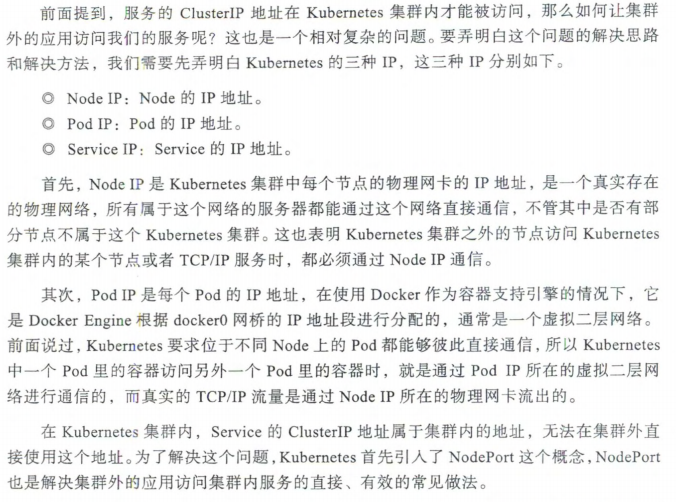 前面提到，服务的 ClusterIP 地址在 Kubernetes 集群内才能被访问，那么如何让集群
外的应用访问我们的服务呢？这也是一个相对复杂的问题。要弄明白这个问题的解决思路
和解决方法，我们需要先弄明白 Kubernetes 的三种 IP，这三种 IP 分别如下。
◎ Node IP：Node 的 IP 地址。
◎ Pod IP：Pod 的 IP 地址。
◎ Service IP：Service 的 IP 地址。
首先，Node IP 是 Kubernetes 集群中每个节点的物理网卡的 IP 地址，是一个真实存在
的物理网络，所有属于这个网络的服务器都能通过这个网络直接通信，不管其中是否有部
分节点不属于这个 Kubernetes 集群。这也表明 Kubernetes 集群之外的节点访问 Kubernetes
集群内的某个节点或者 TCP/IP 服务时，都必须通过 Node IP 通信。
其次，Pod IP 是每个 Pod 的 IP 地址，在使用 Docker 作为容器支持引擎的情况下，它
是 Docker Engine 根据 docker0 网桥的 IP 地址段进行分配的，通常是一个虚拟二层网络。
前面说过，Kubernetes 要求位于不同 Node 上的 Pod 都能够彼此直接通信，所以 Kubernetes
中一个 Pod 里的容器访问另外一个 Pod 里的容器时，就是通过 Pod IP 所在的虚拟二层网
络进行通信的，而真实的 TCP/IP 流量是通过 Node IP 所在的物理网卡流出的。
在 Kubernetes 集群内，Service 的 ClusterIP 地址属于集群内的地址，无法在集群外直
接使用这个地址。为了解决这个问题，Kubernetes 首先引入了 NodePort 这个概念，NodePort
也是解决集群外的应用访问集群内服务的直接、有效的常见做法。